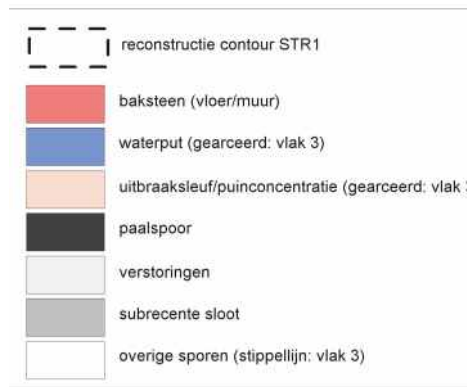 reconstructie contour STR1
baksteen (vloer/muur)
waterput (gearceerd: vlak 3)
uitbraaksleuf/puinconcentratie (gearceerd: vlak
paalspoor
verstoringen
subrecente sloot
overige sporen (stippellijn: vlak 3)